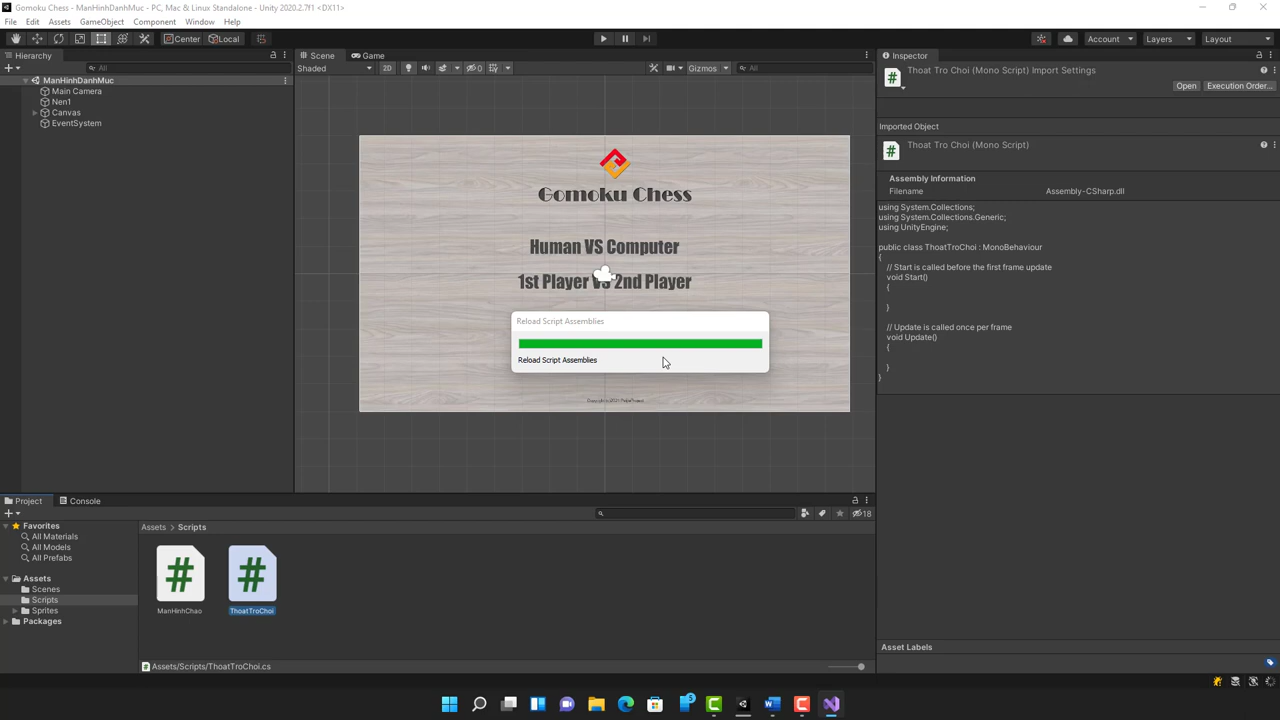 Gomoku Chess - ManHinhDanhMuc - PC, Mac & Linux Standalone - Unity 2020.2.7f1 <DX11>
File Edit Assets GameObject Component Window Help
Center Local Account Layers Layout
Hierarchy
All
ManHinhDanhMuc
Main Camera
Nen1
Canvas
EventSystem
Scene Game
Shaded 2D Gizmos All
Gomoku Chess
Human VS Computer
1st Player VS 2nd Player
Reload Script Assemblies
Reload Script Assemblies
Inspector
Thoat Tro Choi (Mono Script) Import Settings
Open Execution Order...
Imported Object
Thoat Tro Choi (Mono Script)
Assembly Information
Filename Assembly-CSharp.dll
using System.Collections;
using System.Collections.Generic;
using UnityEngine;
public class ThoatTroChoi : MonoBehaviour
{
// Start is called before the first frame update
void Start()
{
}
// Update is called once per frame
void Update()
{
}
}
Asset Labels
Project Console
18
Favorites
All Materials
All Models
All Prefabs
Assets
Scenes
Scripts
Sprites
Packages
Assets > Scripts
ManHinhChao
ThoatTroChoi
Assets/Scripts/ThoatTroChoi.cs